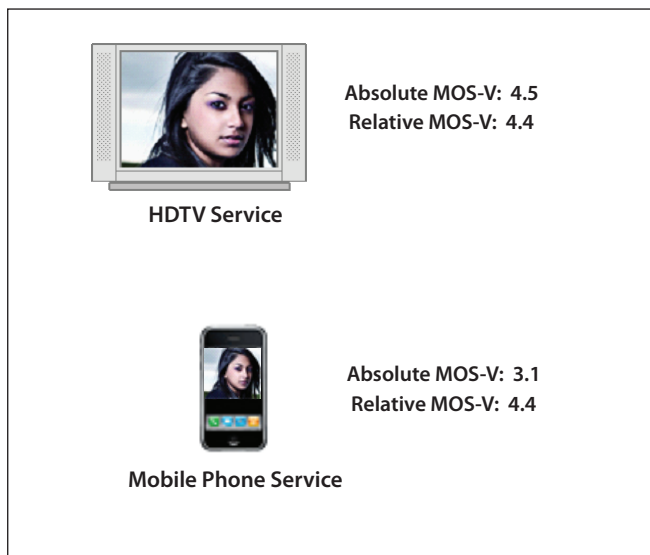 Absolute MOS-V: 4.5
Relative MOS-V: 4.4
HDTV Service
Absolute MOS-V: 3.1
Relative MOS-V: 4.4
Mobile Phone Service